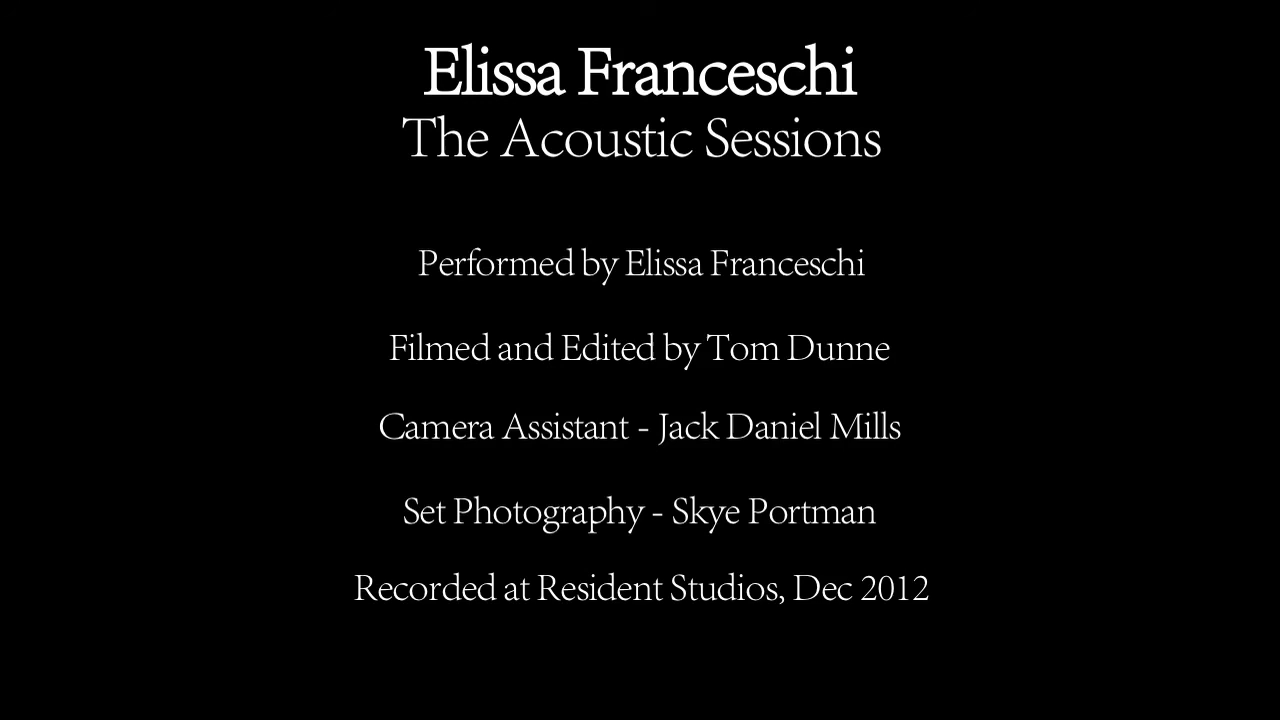 Elissa Franceschi
The Acoustic Sessions
Performed by Elissa Franceschi
Filmed and Edited by Tom Dunne
Camera Assistant - Jack Daniel Mills
Set Photography - Skye Portman
Recorded at Resident Studios, Dec 2012